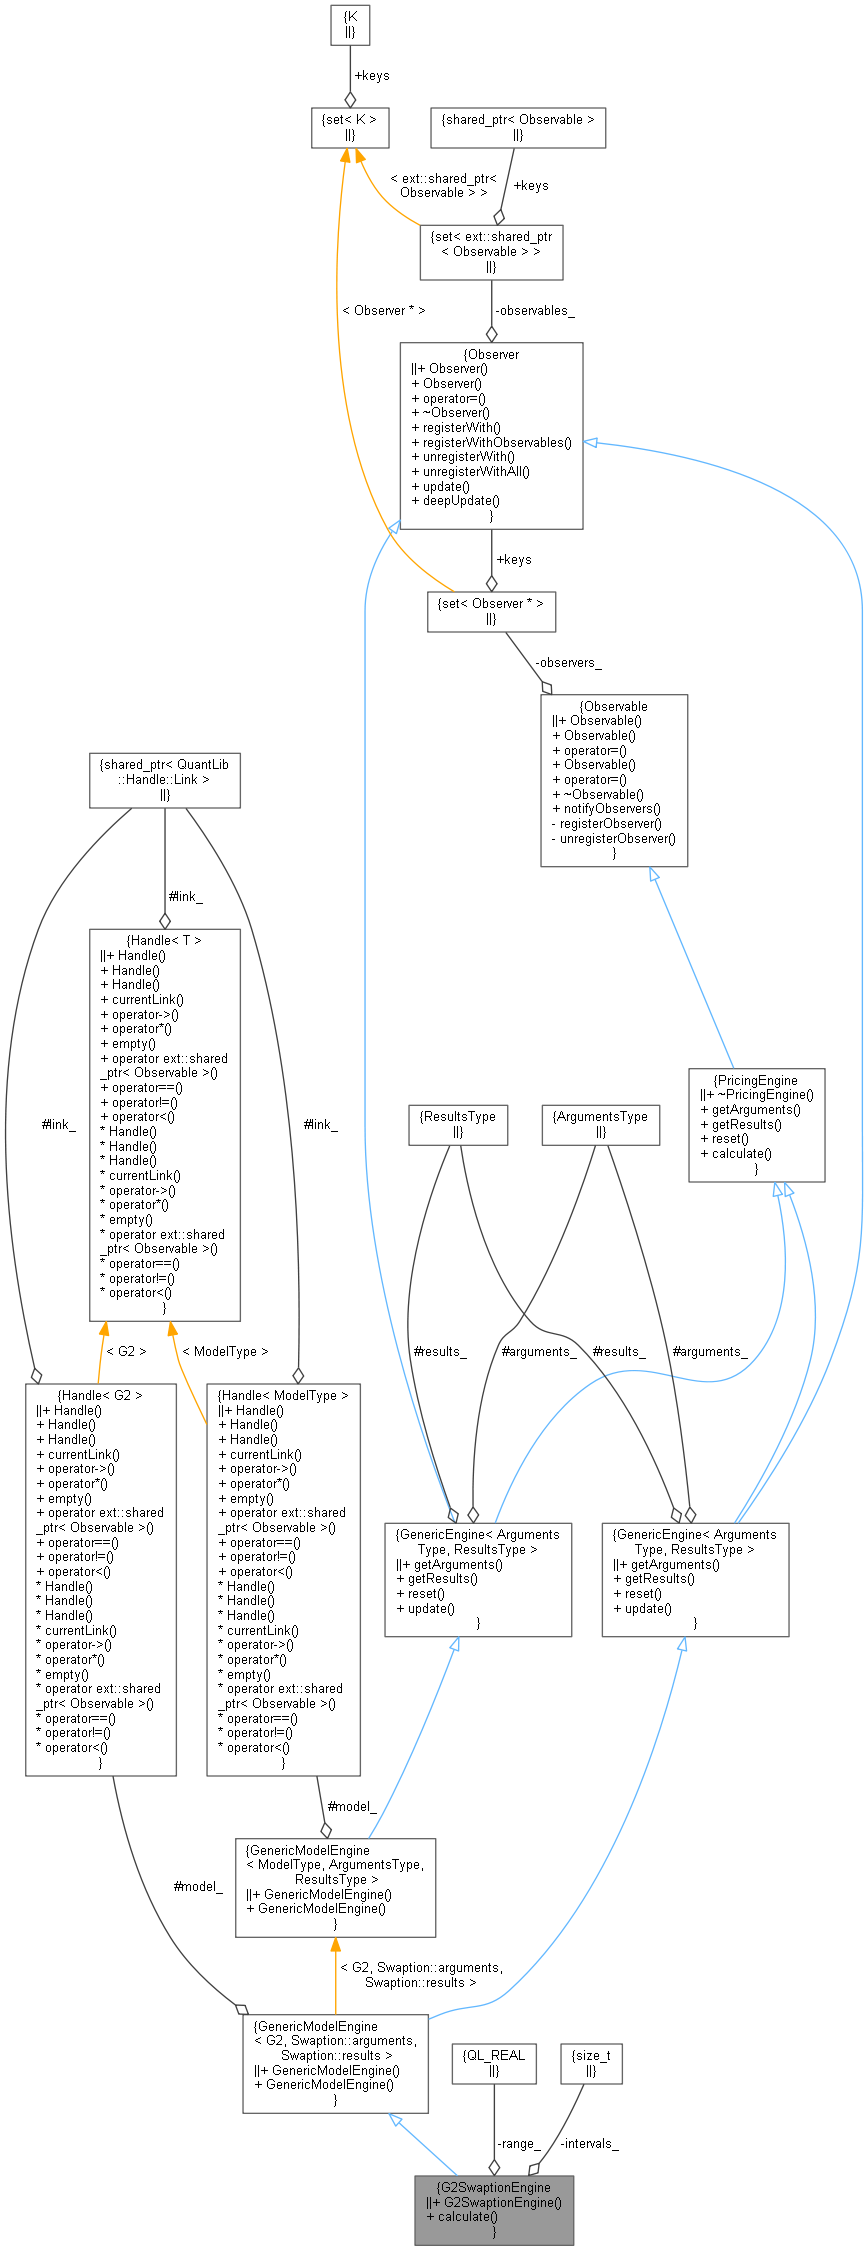 {K
||}
+keys
{set< K >
||}
{shared_ptr< Observable >
||}
< ext::shared_ptr<
Observable > >
+keys
{set< ext::shared_ptr
< Observable > >
||}
< Observer * >
-observables_
{Observer
||+ Observer()
+ Observer()
+ operator=()
+ ~Observer()
+ registerWith()
+ registerWithObservables()
+ unregisterWith()
+ unregisterWithAll()
+ update()
+ deepUpdate()
}
+keys
{set< Observer * >
||}
-observers_
{Observable
||+ Observable()
+ Observable()
+ operator=()
+ Observable()
+ operator=()
+ ~Observable()
+ notifyObservers()
- registerObserver()
- unregisterObserver()
}
{shared_ptr< QuantLib
::Handle::Link >
||}
#link_
{Handle< T >
||+ Handle()
+ Handle()
+ Handle()
+ currentLink()
+ operator->()
+ operator*()
+ empty()
+ operator ext::shared
_ptr< Observable >()
+ operator==()
+ operator!=()
+ operator<()
* Handle()
* Handle()
* Handle()
* currentLink()
* operator->()
* operator*()
* empty()
* operator ext::shared
_ptr< Observable >()
* operator==()
* operator!=()
* operator<()
}
#link_
#link_
{PricingEngine
||+ ~PricingEngine()
+ getArguments()
+ getResults()
+ reset()
+ calculate()
}
{ResultsType
||}
{ArgumentsType
||}
< G2 >
< ModelType >
#results_
#arguments_
#results_
#arguments_
{Handle< G2 >
||+ Handle()
+ Handle()
+ Handle()
+ currentLink()
+ operator->()
+ operator*()
+ empty()
+ operator ext::shared
_ptr< Observable >()
+ operator==()
+ operator!=()
+ operator<()
* Handle()
* Handle()
* Handle()
* currentLink()
* operator->()
* operator*()
* empty()
* operator ext::shared
_ptr< Observable >()
* operator==()
* operator!=()
* operator<()
}
{Handle< ModelType >
||+ Handle()
+ Handle()
+ Handle()
+ currentLink()
+ operator->()
+ operator*()
+ empty()
+ operator ext::shared
_ptr< Observable >()
+ operator==()
+ operator!=()
+ operator<()
* Handle()
* Handle()
* Handle()
* currentLink()
* operator->()
* operator*()
* empty()
* operator ext::shared
_ptr< Observable >()
* operator==()
* operator!=()
* operator<()
}
{GenericEngine< Arguments
Type, ResultsType >
||+ getArguments()
+ getResults()
+ reset()
+ update()
}
{GenericEngine< Arguments
Type, ResultsType >
||+ getArguments()
+ getResults()
+ reset()
+ update()
}
#model_
{GenericModelEngine
< ModelType, ArgumentsType,
ResultsType >
||+ GenericModelEngine()
+ GenericModelEngine()
}
#model_
< G2, Swaption::arguments,
Swaption::results >
{GenericModelEngine
< G2, Swaption::arguments,
Swaption::results >
||+ GenericModelEngine()
+ GenericModelEngine()
}
{QL_REAL
||}
{size_t
||}
-range_
-intervals_
{G2SwaptionEngine
||+ G2SwaptionEngine()
+ calculate()
}